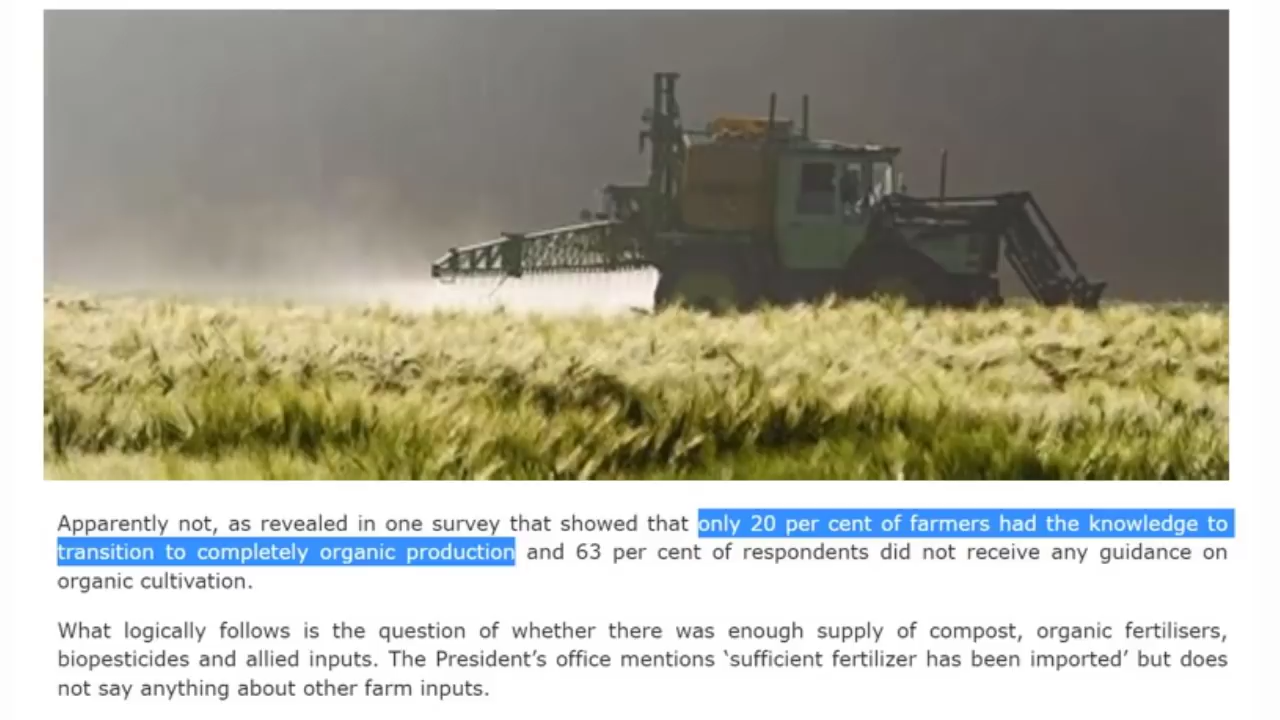 Apparently not, as revealed in one survey that showed that only 20 per cent of farmers had the knowledge to
transition to completely organic production and 63 per cent of respondents did not receive any guidance on
organic cultivation.
What logically follows is the question of whether there was enough supply of compost, organic fertilisers,
biopesticides and allied inputs. The President’s office mentions ‘sufficient fertilizer has been imported’ but does
not say anything about other farm inputs.